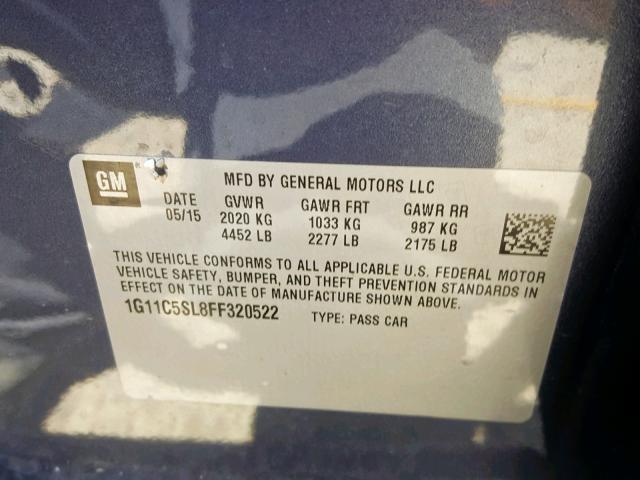 GM
MFD BY GENERAL MOTORS LLC
DATE GVWR GAWR FRT GAWR RR
05/15 2020 KG 1033 KG 987 KG
4452 LB 2277 LB 2175 LB
THIS VEHICLE CONFORMS TO ALL APPLICABLE U.S. FEDERAL MOTOR
VEHICLE SAFETY, BUMPER, AND THEFT PREVENTION STANDARDS IN
EFFECT ON THE DATE OF MANUFACTURE SHOWN ABOVE.
1G11C5SL8FF320522 TYPE: PASS CAR